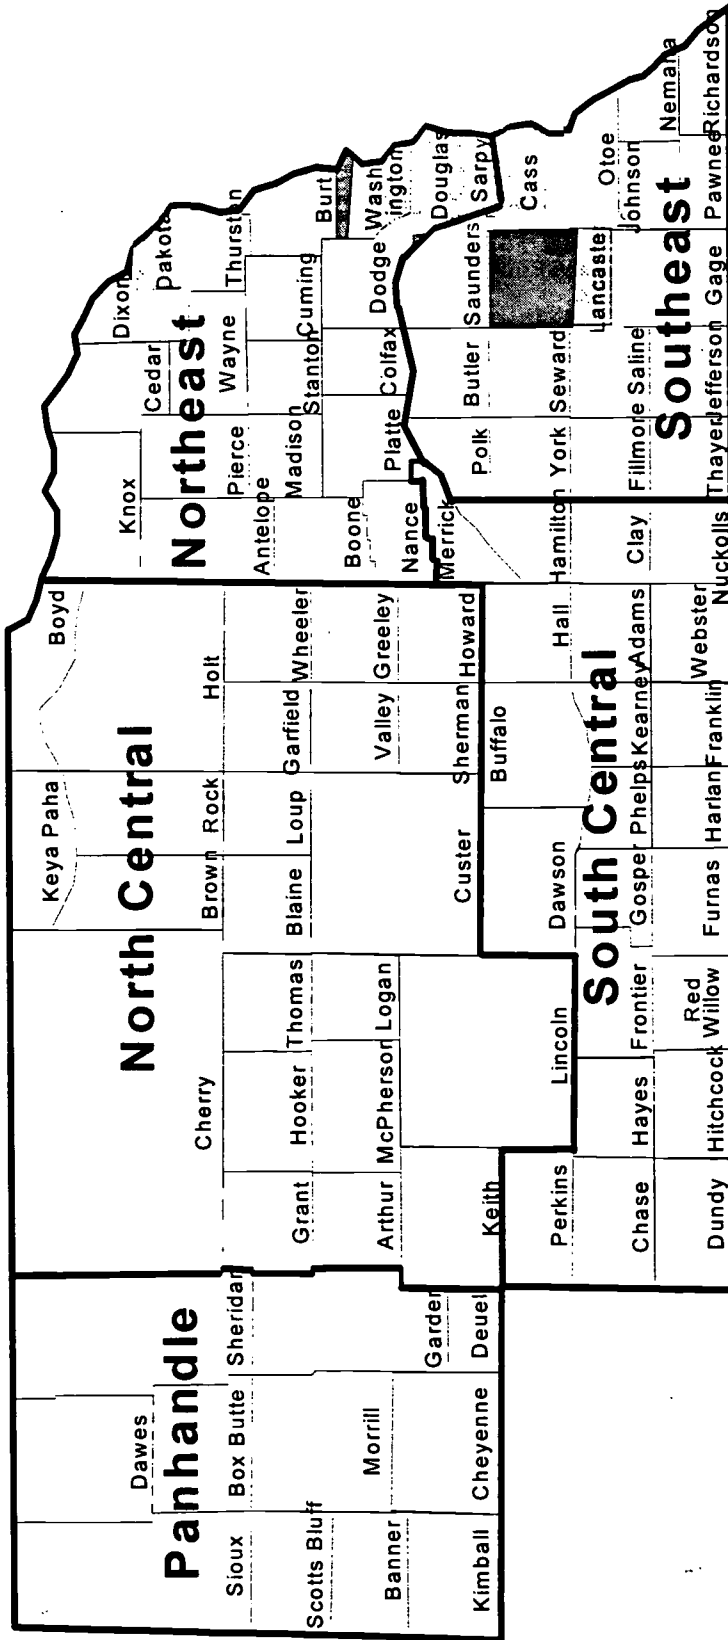 Panhandle
Sioux
Dawes
Box Butte
Sheridan
Scotts Bluff
Banner
Morrill
Garden
Kimball
Cheyenne
Deuel
North Central
Cherry
Keya Paha
Boyd
Brown
Rock
Holt
Grant
Hooker
Thomas
Blaine
Loup
Garfield
Wheeler
Arthur
McPherson
Logan
Valley
Greeley
Keith
Lincoln
Custer
Sherman
Howard
Northeast
Knox
Cedar
Dixon
Dakota
Antelope
Pierce
Wayne
Thurston
Boone
Madison
Stanton
Cuming
Burt
Nance
Platte
Colfax
Dodge
Wash
ington
Douglas
Sarpy
South Central
Perkins
Chase
Hayes
Frontier
Dundy
Hitchcock
Red
Willow
Dawson
Buffalo
Hall
Merrick
Hamilton
Gosper
Phelps
Kearney
Adams
Clay
Furnas
Harlan
Franklin
Webster
Nuckolls
Southeast
Polk
Butler
Saunders
Cass
York
Seward
Lancaster
Otoe
Fillmore
Saline
Johnson
Nemaha
Thayer
Jefferson
Gage
Pawnee
Richardson